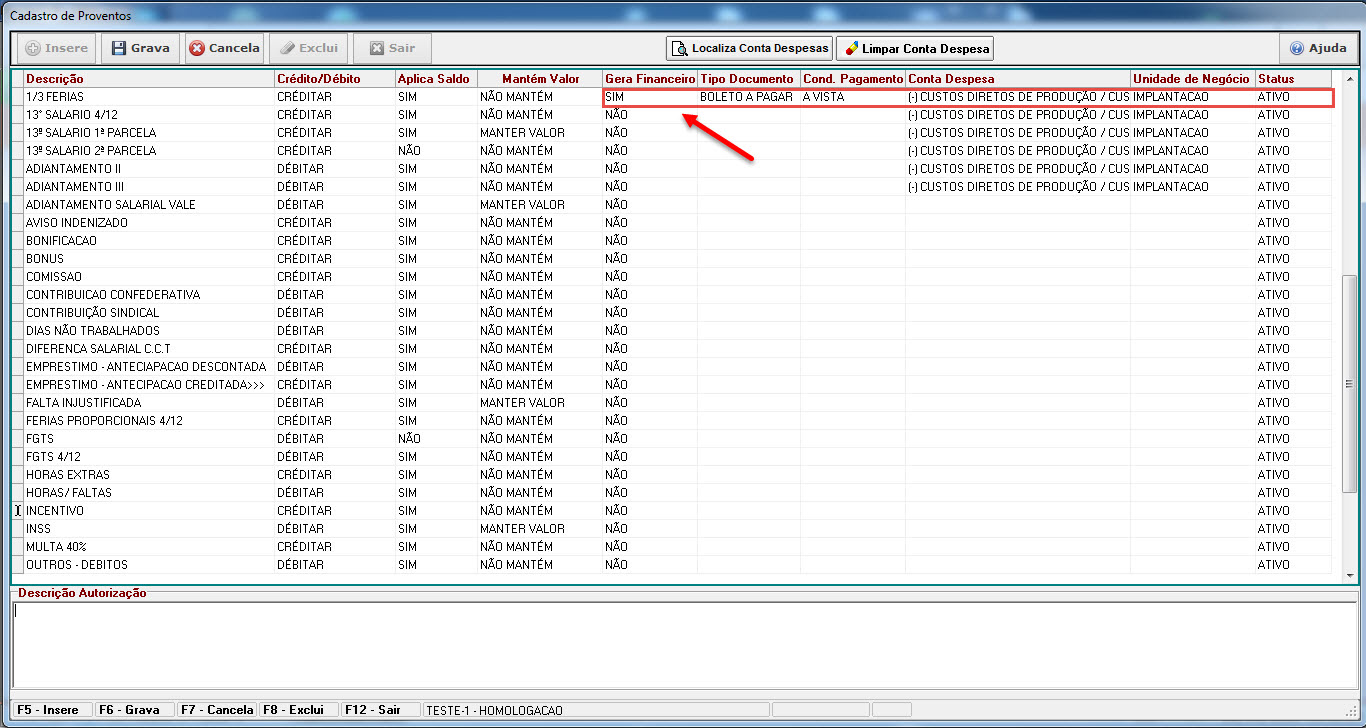 Cadastro de Proventos
Insere Grava Cancela Exclui Sair Localiza Conta Despesas Limpar Conta Despesa Ajuda
Descrição Crédito/Débito Aplica Saldo Mantém Valor Gera Financeiro Tipo Documento Cond. Pagamento Conta Despesa Unidade de Negócio Status
1/3 FERIAS CRÉDITAR SIM NÃO MANTÉM SIM BOLETO A PAGAR A VISTA (-) CUSTOS DIRETOS DE PRODUÇÃO / CUS IMPLANTACAO ATIVO
13° SALARIO 4/12 CRÉDITAR SIM NÃO MANTÉM NÃO (-) CUSTOS DIRETOS DE PRODUÇÃO / CUS IMPLANTACAO ATIVO
13º SALARIO 1ª PARCELA CRÉDITAR SIM MANTER VALOR NÃO (-) CUSTOS DIRETOS DE PRODUÇÃO / CUS IMPLANTACAO ATIVO
13º SALARIO 2ª PARCELA CRÉDITAR NÃO NÃO MANTÉM NÃO (-) CUSTOS DIRETOS DE PRODUÇÃO / CUS IMPLANTACAO ATIVO
ADIANTAMENTO II DÉBITAR SIM NÃO MANTÉM NÃO (-) CUSTOS DIRETOS DE PRODUÇÃO / CUS IMPLANTACAO ATIVO
ADIANTAMENTO III DÉBITAR SIM NÃO MANTÉM NÃO (-) CUSTOS DIRETOS DE PRODUÇÃO / CUS IMPLANTACAO ATIVO
ADIANTAMENTO SALARIAL VALE DÉBITAR SIM MANTER VALOR NÃO ATIVO
AVISO INDENIZADO CRÉDITAR SIM NÃO MANTÉM NÃO ATIVO
BONIFICACAO CRÉDITAR SIM NÃO MANTÉM NÃO ATIVO
BONUS CRÉDITAR SIM NÃO MANTÉM NÃO ATIVO
COMISSAO CRÉDITAR SIM NÃO MANTÉM NÃO ATIVO
CONTRIBUICAO CONFEDERATIVA DÉBITAR SIM NÃO MANTÉM NÃO ATIVO
CONTRIBUIÇÃO SINDICAL DÉBITAR SIM NÃO MANTÉM NÃO ATIVO
DIAS NÃO TRABALHADOS DÉBITAR SIM NÃO MANTÉM NÃO ATIVO
DIFERENCA SALARIAL C.C.T CRÉDITAR SIM NÃO MANTÉM NÃO ATIVO
EMPRESTIMO - ANTECIAPACAO DESCONTADA DÉBITAR SIM NÃO MANTÉM NÃO ATIVO
EMPRESTIMO - ANTECIPACAO CREDITADA>>> CRÉDITAR SIM NÃO MANTÉM NÃO ATIVO
FALTA INJUSTIFICADA DÉBITAR SIM MANTER VALOR NÃO ATIVO
FERIAS PROPORCIONAIS 4/12 CRÉDITAR SIM NÃO MANTÉM NÃO ATIVO
FGTS DÉBITAR NÃO NÃO MANTÉM NÃO ATIVO
FGTS 4/12 DÉBITAR SIM NÃO MANTÉM NÃO ATIVO
HORAS EXTRAS CRÉDITAR SIM NÃO MANTÉM NÃO ATIVO
HORAS/ FALTAS DÉBITAR SIM NÃO MANTÉM NÃO ATIVO
INCENTIVO CRÉDITAR SIM NÃO MANTÉM NÃO ATIVO
INSS DÉBITAR SIM MANTER VALOR NÃO ATIVO
MULTA 40% CRÉDITAR SIM NÃO MANTÉM NÃO ATIVO
OUTROS - DEBITOS DÉBITAR SIM NÃO MANTÉM NÃO ATIVO
Descrição Autorização
F5 - Insere F6 - Grava F7 - Cancela F8 - Exclui F12 - Sair TESTE-1 - HOMOLOGACAO